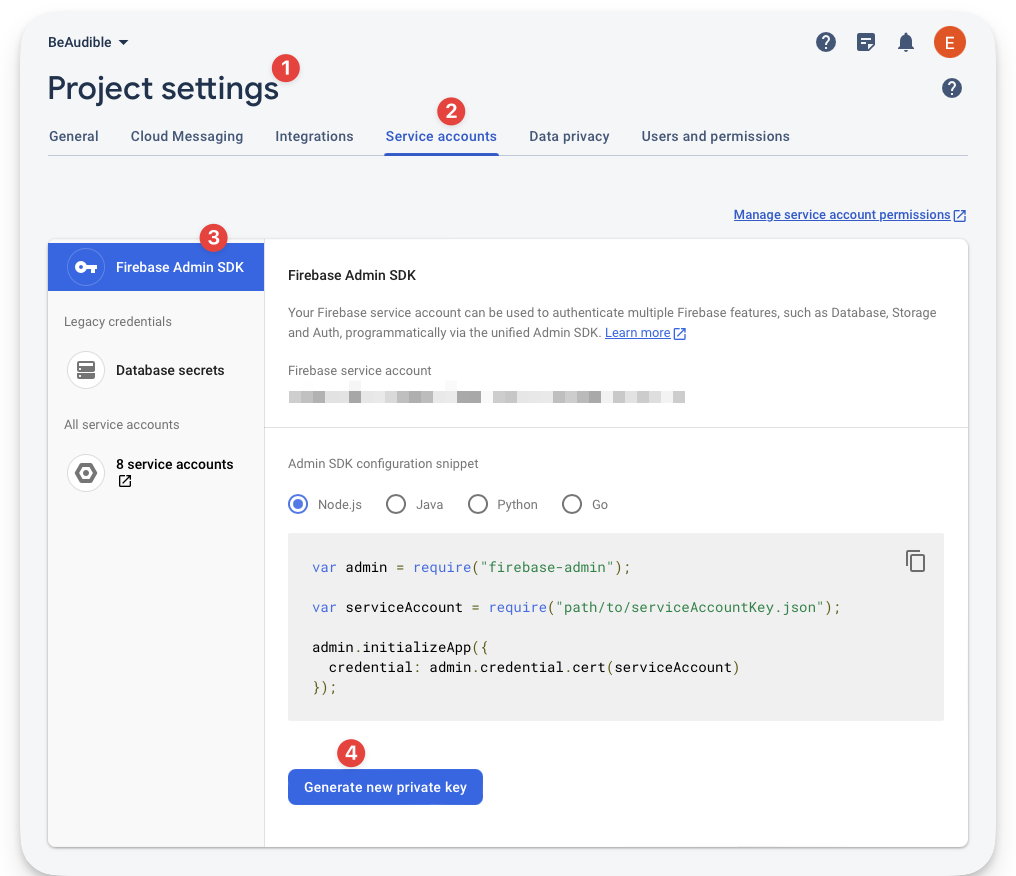 BeAudible
E
Project settings
1
2
General Cloud Messaging Integrations Service accounts Data privacy Users and permissions
Manage service account permissions
3
Firebase Admin SDK
Legacy credentials
Database secrets
All service accounts
8 service accounts
Firebase Admin SDK
Your Firebase service account can be used to authenticate multiple Firebase features, such as Database, Storage
and Auth, programmatically via the unified Admin SDK. Learn more
Firebase service account
Admin SDK configuration snippet
Node.js Java Python Go
var admin = require("firebase-admin");
var serviceAccount = require("path/to/serviceAccountKey.json");
admin.initializeApp({
  credential: admin.credential.cert(serviceAccount)
});
4
Generate new private key